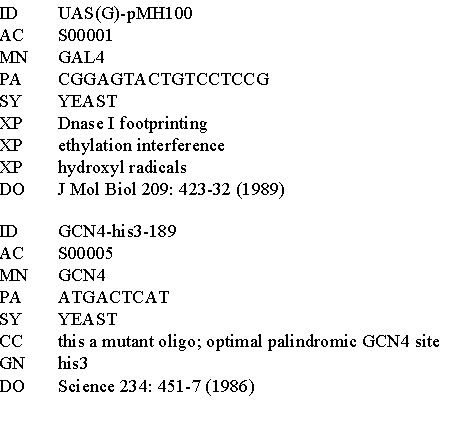 ID UAS(G)-pMH100
AC S00001
MN GAL4
PA CGGAGTACTGTCCTCCG
SY YEAST
XP Dnase I footprinting
XP ethylation interference
XP hydroxyl radicals
DO J Mol Biol 209: 423-32 (1989)
ID GCN4-his3-189
AC S00005
MN GCN4
PA ATGACTCAT
SY YEAST
CC this a mutant oligo; optimal palindromic GCN4 site
GN his3
DO Science 234: 451-7 (1986)